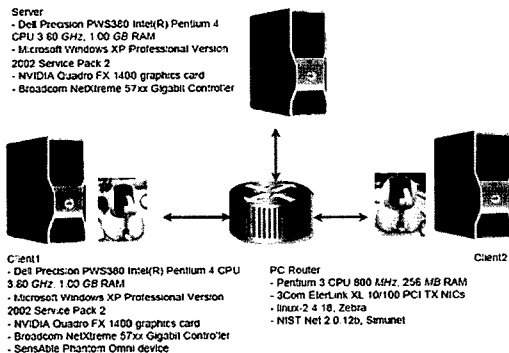 Server
- Dell Precision PWS380 Intel(R) Pentium 4
CPU 3.60 GHz, 1.00 GB RAM
- Microsoft Windows XP Professional Version
2002 Service Pack 2
- NVIDIA Quadro FX 1400 graphics card
- Broadcom NetXtreme 57xx Gigabit Controller
Client1
- Dell Precision PWS380 Intel(R) Pentium 4 CPU
3.60 GHz, 1.00 GB RAM
- Microsoft Windows XP Professional Version
2002 Service Pack 2
- NVIDIA Quadro FX 1400 graphics card
- Broadcom NetXtreme 57xx Gigabit Controller
- SensAble Phantom Omni device
PC Router
- Pentium 3 CPU 800 MHz, 256 MB RAM
- 3Com EterLink XL 10/100 PCI TX NICs
- linux-2.4.18, Zebra
- NIST Net 2.0.12b, Simunet
Client2